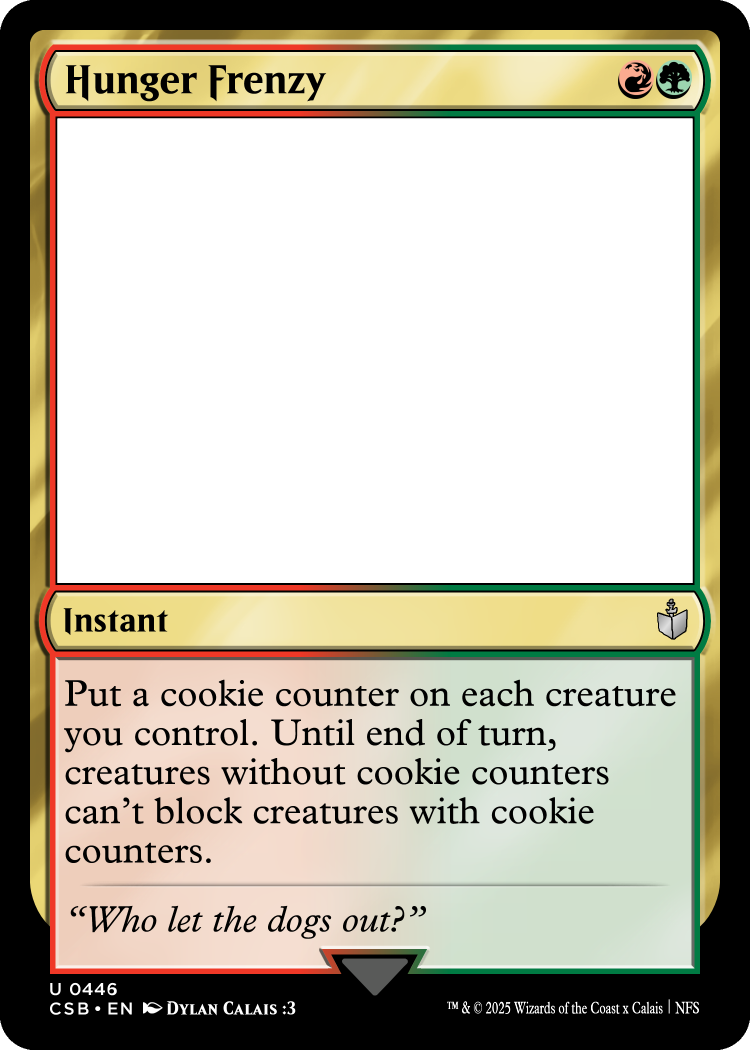 Hunger Frenzy
Instant
Put a cookie counter on each creature
you control. Until end of turn,
creatures without cookie counters
can’t block creatures with cookie
counters.
“Who let the dogs out?”
U 0446
CSB • EN DYLAN CALAIS :3
™ & © 2025 Wizards of the Coast x Calais | NFS